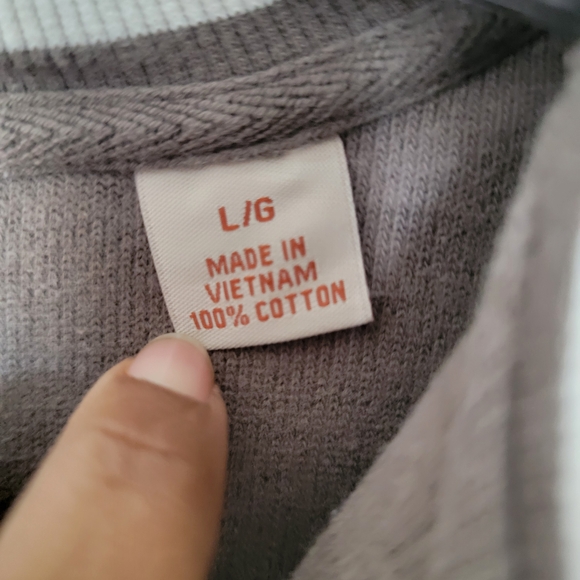 L/G
MADE IN
VIETNAM
100% COTTON